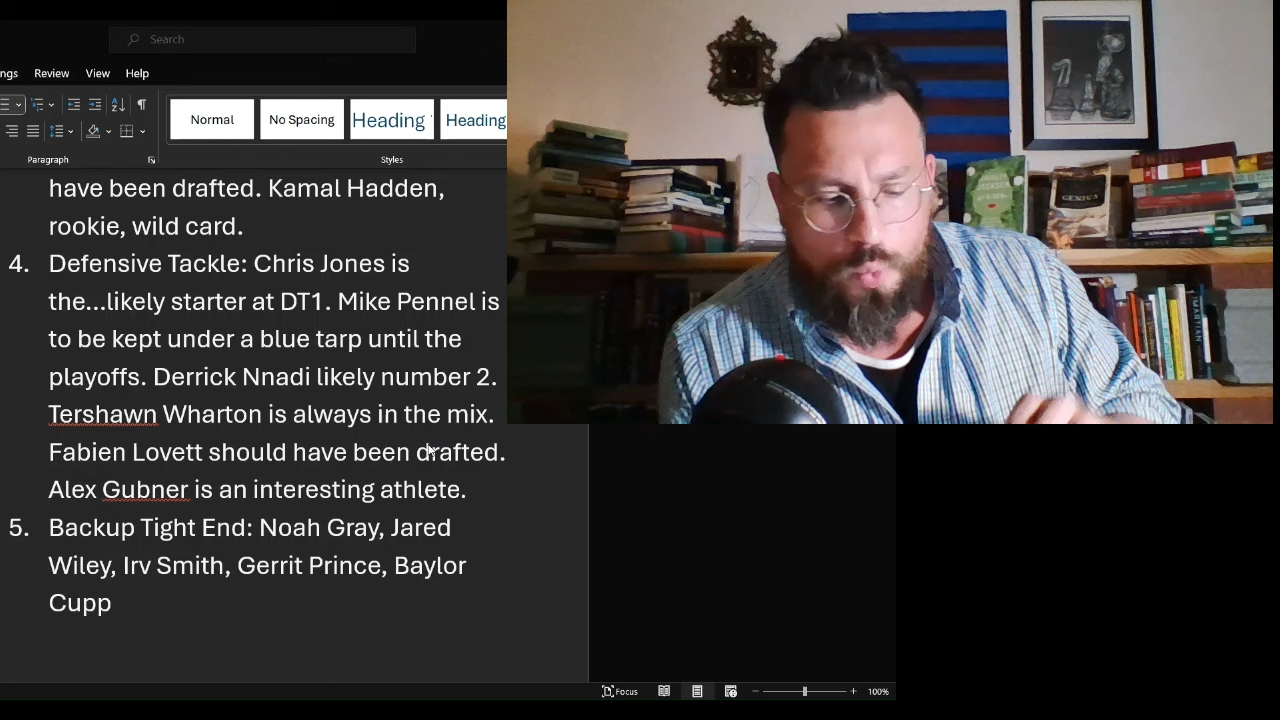 Search
ngs Review View Help
Normal
No Spacing
Heading
Heading
Paragraph
Styles
have been drafted. Kamal Hadden,
rookie, wild card.
4. Defensive Tackle: Chris Jones is
the...likely starter at DT1. Mike Pennel is
to be kept under a blue tarp until the
playoffs. Derrick Nnadi likely number 2.
Tershawn Wharton is always in the mix.
Fabien Lovett should have been drafted.
Alex Gubner is an interesting athlete.
5. Backup Tight End: Noah Gray, Jared
Wiley, Irv Smith, Gerrit Prince, Baylor
Cupp
GENIUS
Focus
100%